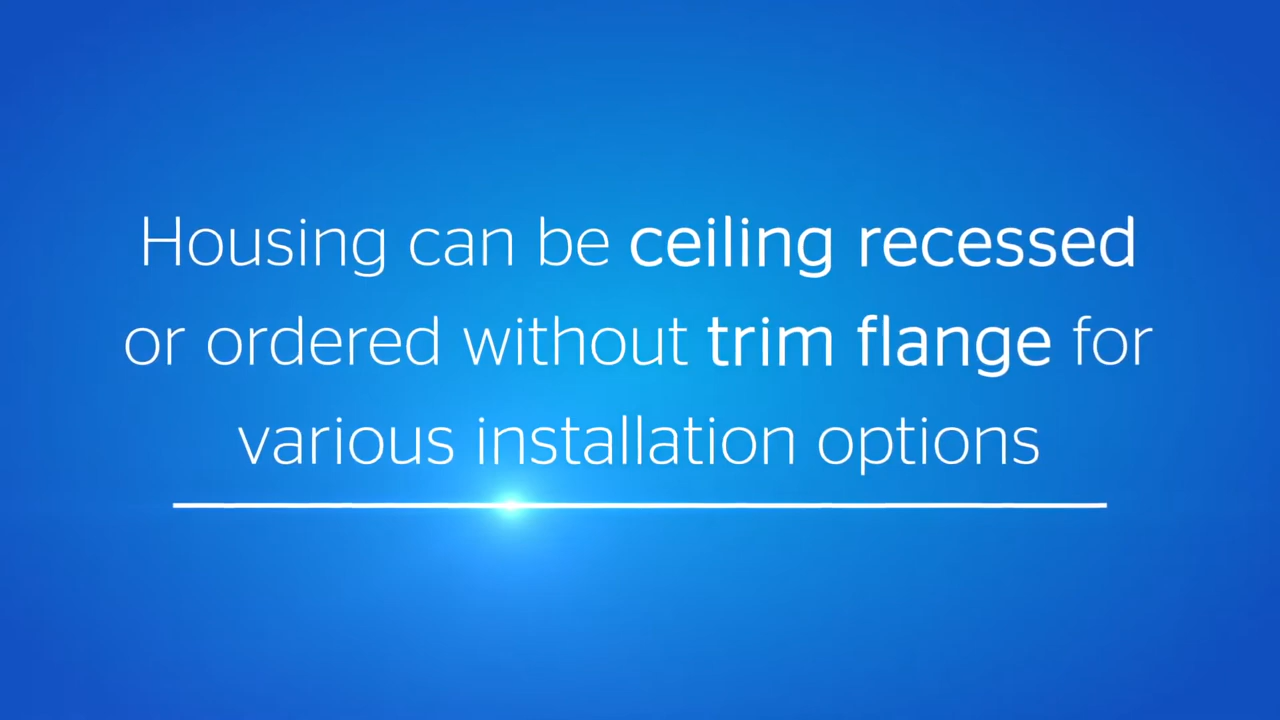 Housing can be ceiling recessed
or ordered without trim flange for
various installation options